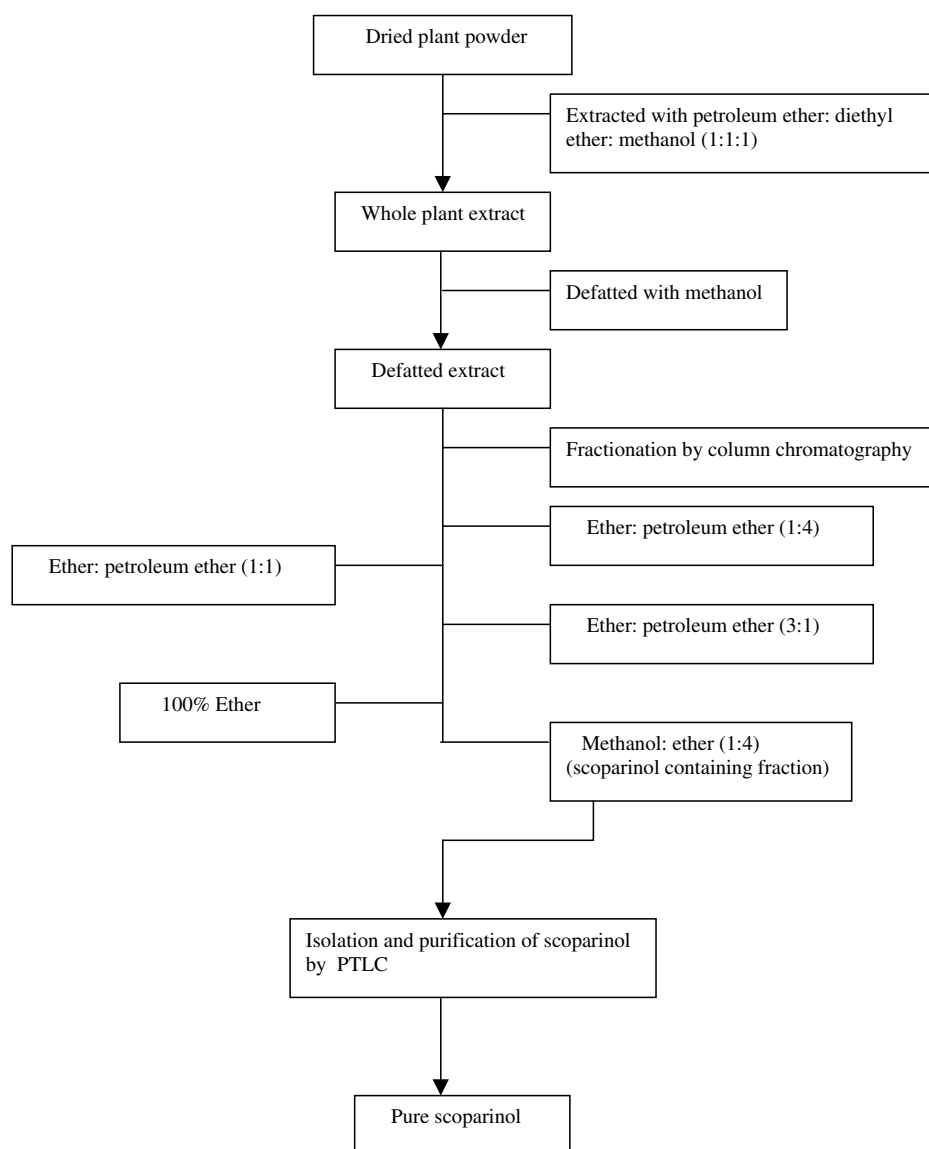 Dried plant powder
Extracted with petroleum ether: diethyl
ether: methanol (1:1:1)
Whole plant extract
Defatted with methanol
Defatted extract
Fractionation by column chromatography
Ether: petroleum ether (1:4)
Ether: petroleum ether (1:1)
Ether: petroleum ether (3:1)
100% Ether
Methanol: ether (1:4)
(scoparinol containing fraction)
Isolation and purification of scoparinol
by PTLC
Pure scoparinol